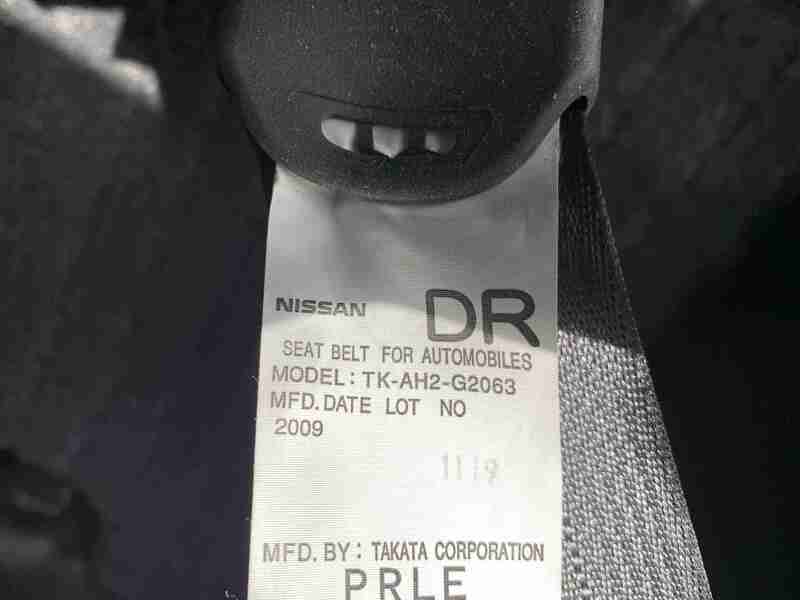 NISSAN DR
SEAT BELT FOR AUTOMOBILES
MODEL: TK-AH2-G2063
MFD.DATE LOT NO
2009
1119
MFD. BY: TAKATA CORPORATION
PRLE